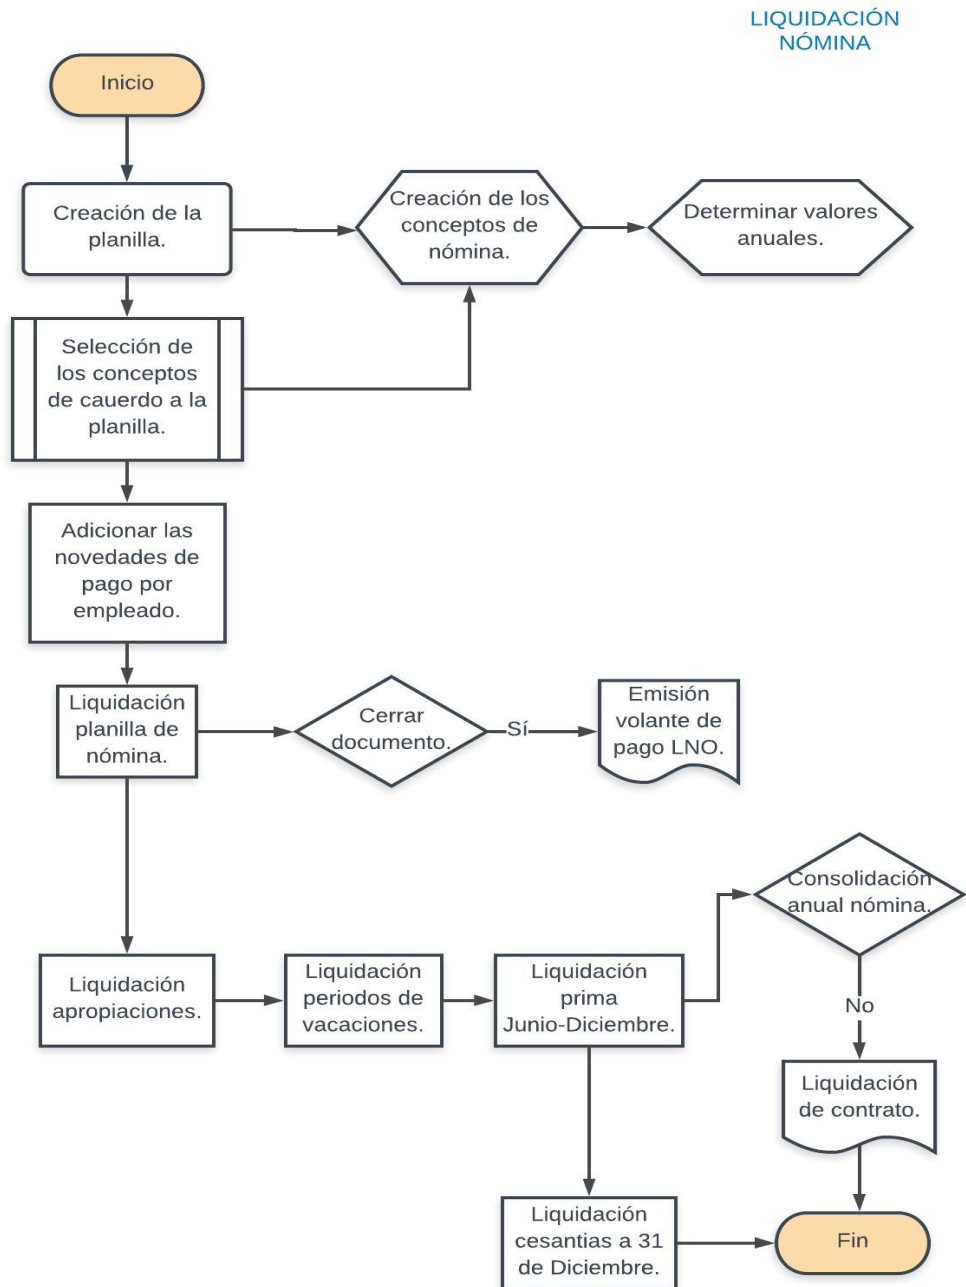 LIQUIDACIÓN
NÓMINA
Inicio
Creación de la
planilla.
Creación de los
conceptos de
nómina.
Determinar valores
anuales.
Selección de
los conceptos
de cauerdo a la
planilla.
Adicionar las
novedades de
pago por
empleado.
Liquidación
planilla de
nómina.
Cerrar
documento.
Sí
Emisión
volante de
pago LNO.
Consolidación
anual nómina.
Liquidación
apropiaciones.
Liquidación
periodos de
vacaciones.
Liquidación
prima
Junio-Diciembre.
No
Liquidación
de contrato.
Liquidación
cesantias a 31
de Diciembre.
Fin